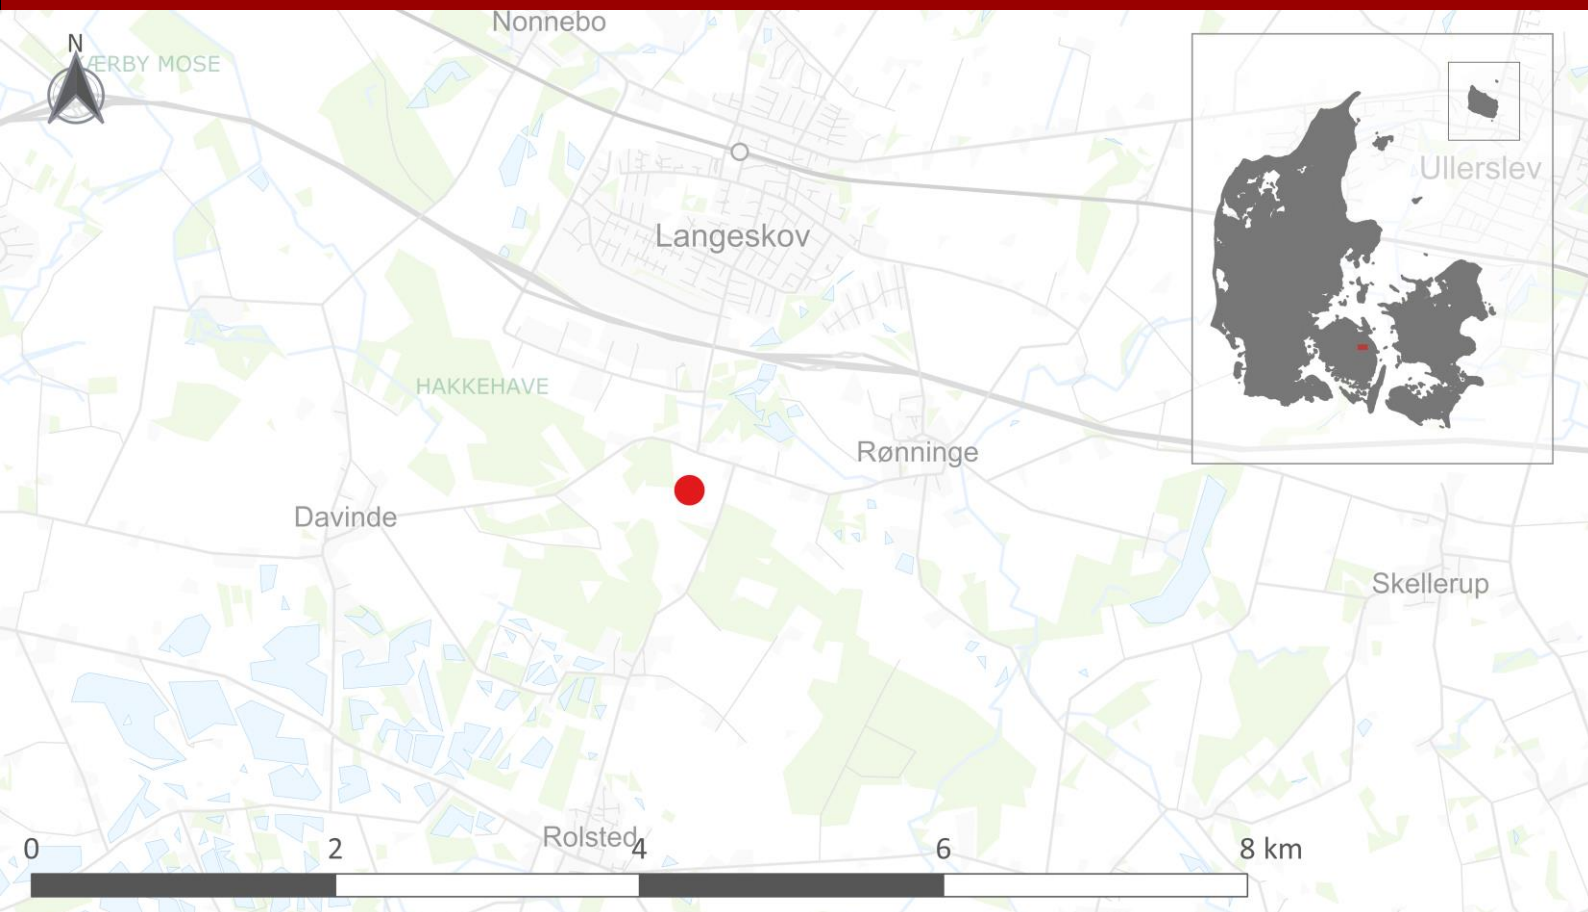 Nonnebo
N
ÆRBY MOSE
Ullerslev
Langeskov
HAKKEHAVE
Rønninge
Davinde
Skellerup
Rolsted
0 2 4 6 8 km